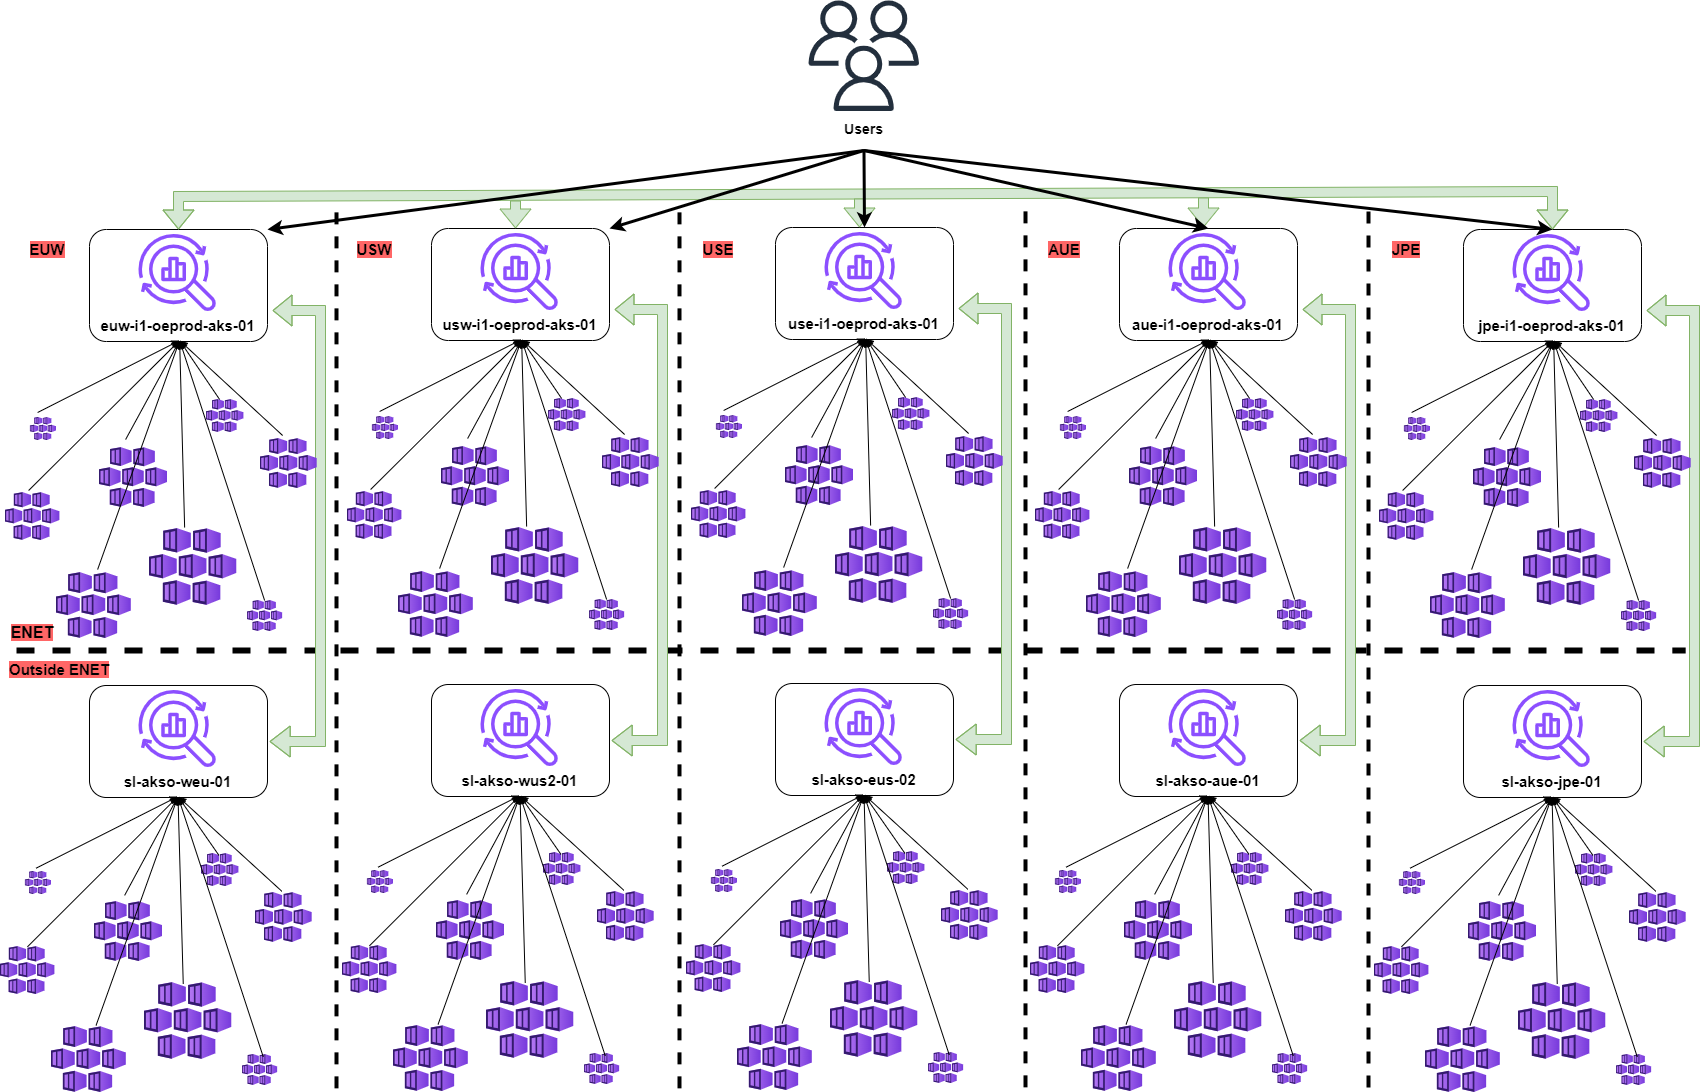 Users
EUW
USW
USE
AUE
JPE
euw-i1-oeprod-aks-01
usw-i1-oeprod-aks-01
use-i1-oeprod-aks-01
aue-i1-oeprod-aks-01
jpe-i1-oeprod-aks-01
ENET
Outside ENET
sl-akso-weu-01
sl-akso-wus2-01
sl-akso-eus-02
sl-akso-aue-01
sl-akso-jpe-01